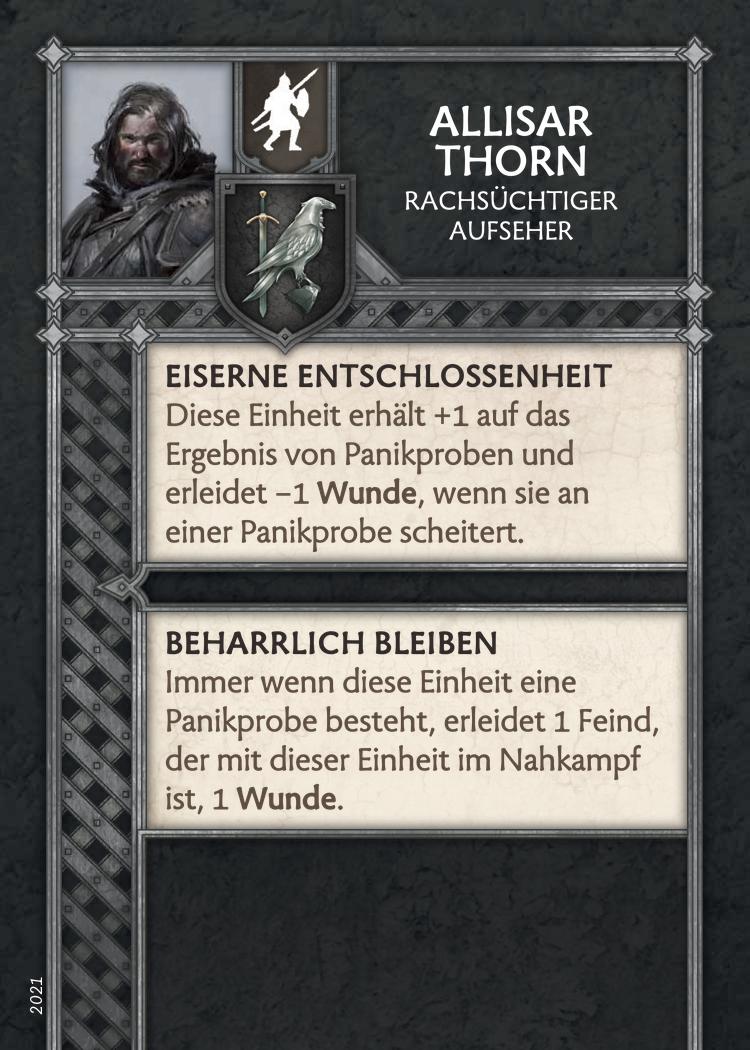 ALLISAR
THORN
RACHSÜCHTIGER
AUFSEHER
EISERNE ENTSCHLOSSENHEIT
Diese Einheit erhält +1 auf das
Ergebnis von Panikproben und
erleidet −1 Wunde, wenn sie an
einer Panikprobe scheitert.
BEHARRLICH BLEIBEN
Immer wenn diese Einheit eine
Panikprobe besteht, erleidet 1 Feind,
der mit dieser Einheit im Nahkampf
ist, 1 Wunde.
2021